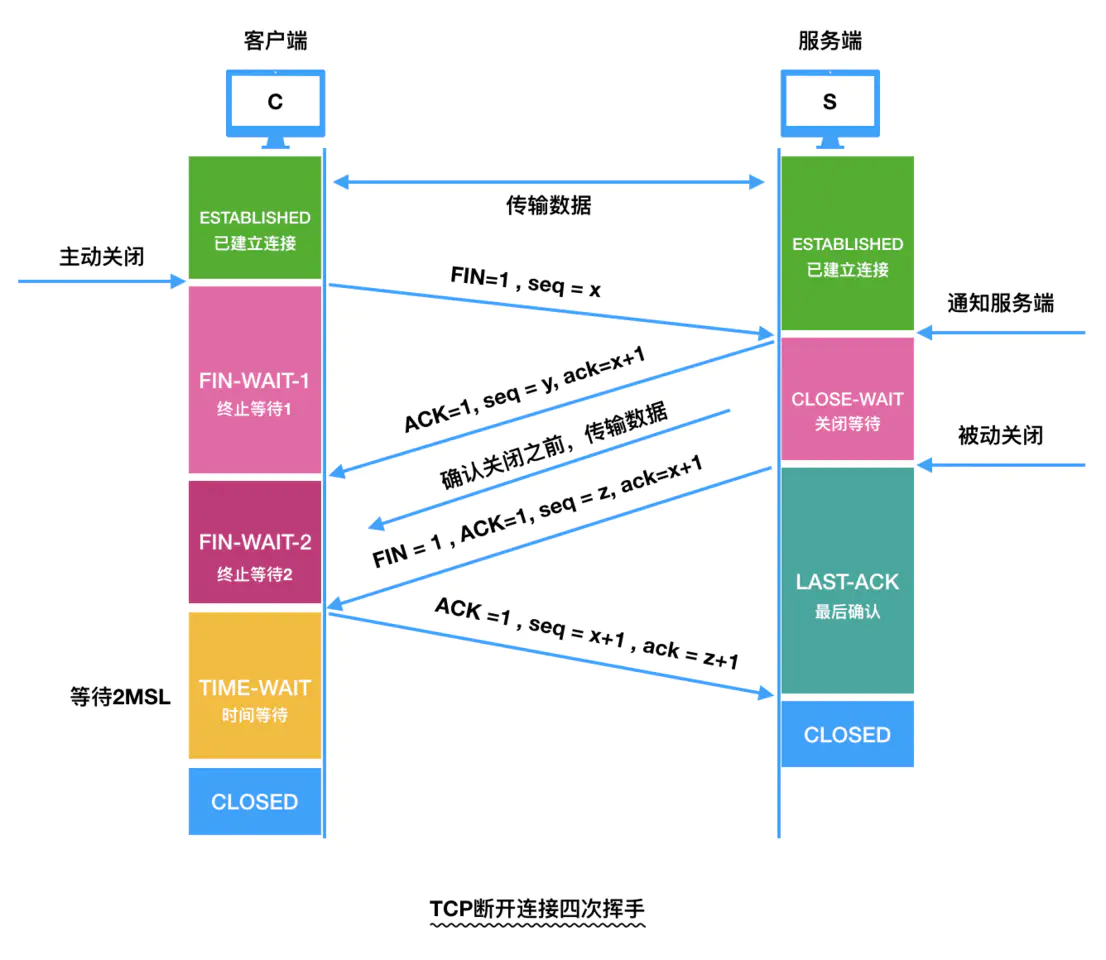 客户端
服务端
C
S
传输数据
ESTABLISHED
已建立连接
ESTABLISHED
已建立连接
主动关闭
FIN=1 , seq = x
通知服务端
FIN-WAIT-1
终止等待1
ACK=1, seq = y, ack=x+1
CLOSE-WAIT
关闭等待
确认关闭之前，传输数据
被动关闭
FIN = 1 , ACK=1, seq = z, ack=x+1
FIN-WAIT-2
终止等待2
LAST-ACK
最后确认
ACK =1 , seq = x+1 , ack = z+1
等待2MSL
TIME-WAIT
时间等待
CLOSED
CLOSED
TCP断开连接四次挥手